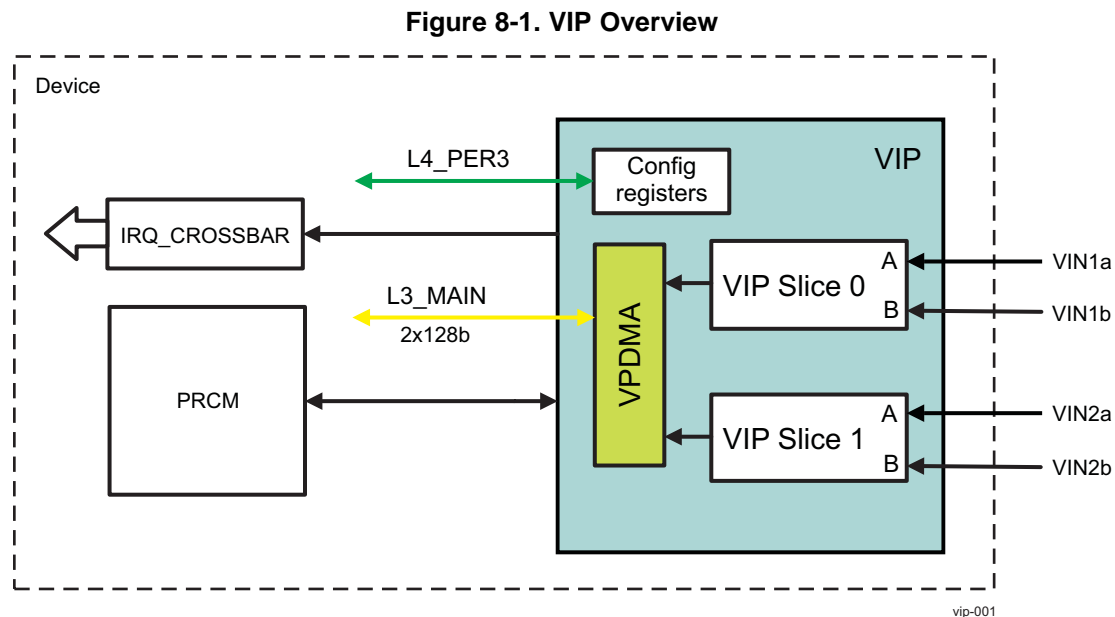 Figure 8-1. VIP Overview
Device
L4_PER3
Config
registers
VIP
IRQ_CROSSBAR
L3_MAIN
2x128b
VPDMA
A
VIP Slice 0
B
VIN1a
VIN1b
PRCM
A
VIP Slice 1
B
VIN2a
VIN2b
vip-001